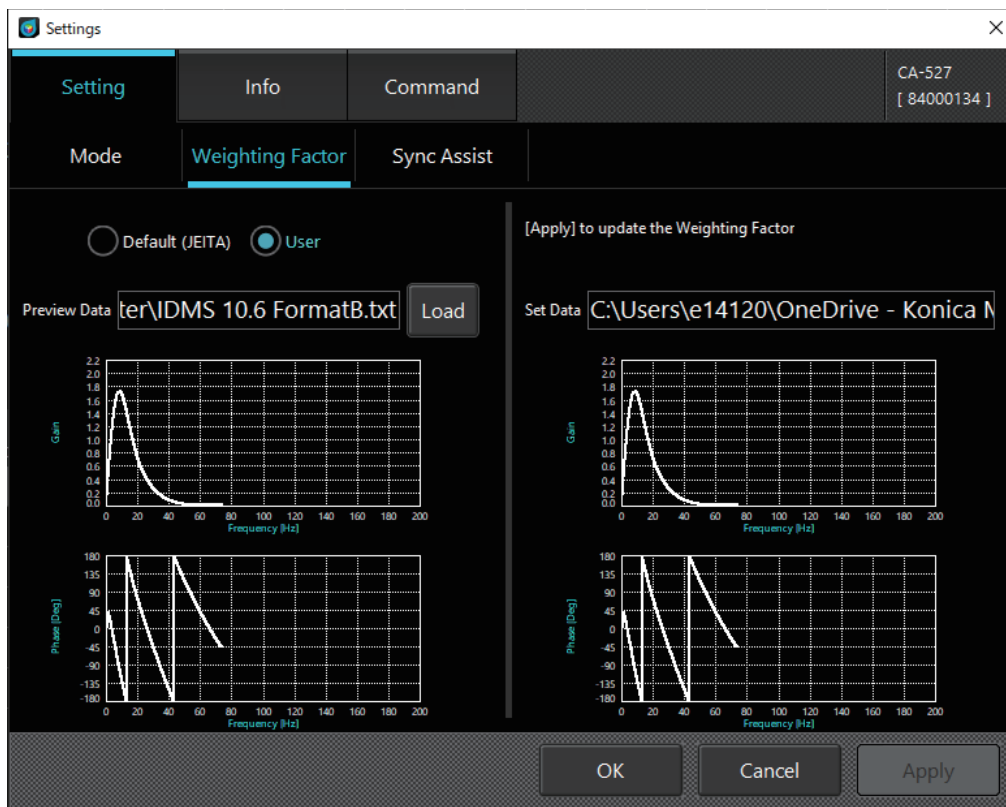 Settings
Setting Info Command
CA-527
[ 84000134 ]
Mode Weighting Factor Sync Assist
Default (JEITA) User
Preview Data ter\IDMS 10.6 FormatB.txt Load
2.2
2.0
1.8
1.6
1.4
1.2
1.0
0.8
0.6
0.4
0.2
0.0
Gain
0 20 40 60 80 100 120 140 160 180 200
Frequency [Hz]
180
135
90
45
0
-45
-90
-135
-180
Phase [Deg]
0 20 40 60 80 100 120 140 160 180 200
Frequency [Hz]
[Apply] to update the Weighting Factor
Set Data C:\Users\e14120\OneDrive - Konica M
2.2
2.0
1.8
1.6
1.4
1.2
1.0
0.8
0.6
0.4
0.2
0.0
Gain
0 20 40 60 80 100 120 140 160 180 200
Frequency [Hz]
180
135
90
45
0
-45
-90
-135
-180
Phase [Deg]
0 20 40 60 80 100 120 140 160 180 200
Frequency [Hz]
OK Cancel Apply